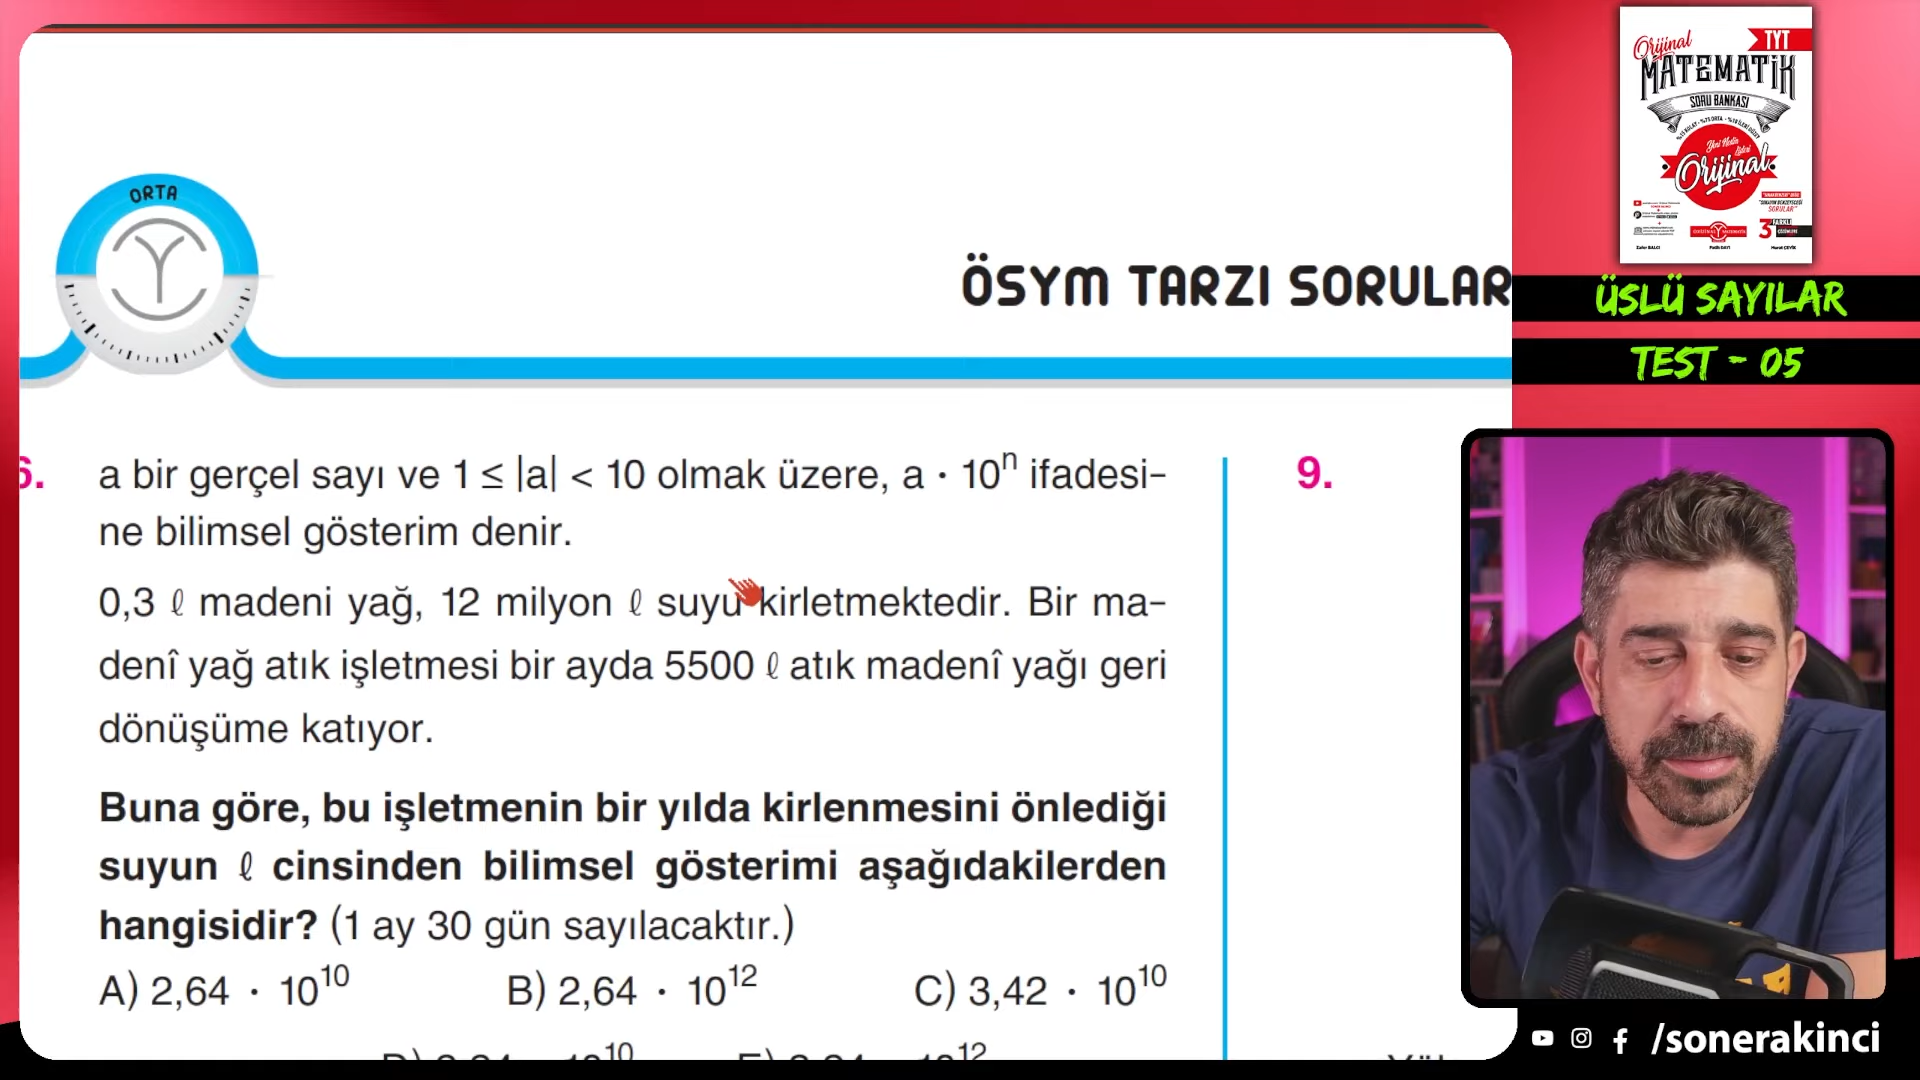 ORTA
ÖSYM TARZI SORULAR
6. a bir gerçel sayı ve 1 ≤ |a| < 10 olmak üzere, a · 10ⁿ ifadesi-
ne bilimsel gösterim denir.
0,3 ℓ madeni yağ, 12 milyon ℓ suyu kirletmektedir. Bir ma-
denî yağ atık işletmesi bir ayda 5500 ℓ atık madenî yağı geri
dönüşüme katıyor.
Buna göre, bu işletmenin bir yılda kirlenmesini önlediği
suyun ℓ cinsinden bilimsel gösterimi aşağıdakilerden
hangisidir? (1 ay 30 gün sayılacaktır.)
A) 2,64 · 10¹⁰ B) 2,64 · 10¹² C) 3,42 · 10¹⁰
9.
Orijinal
TYT
MATEMATİK
SORU BANKASI
Orijinal
ÜSLÜ SAYILAR
TEST - 05
/sonerakinci